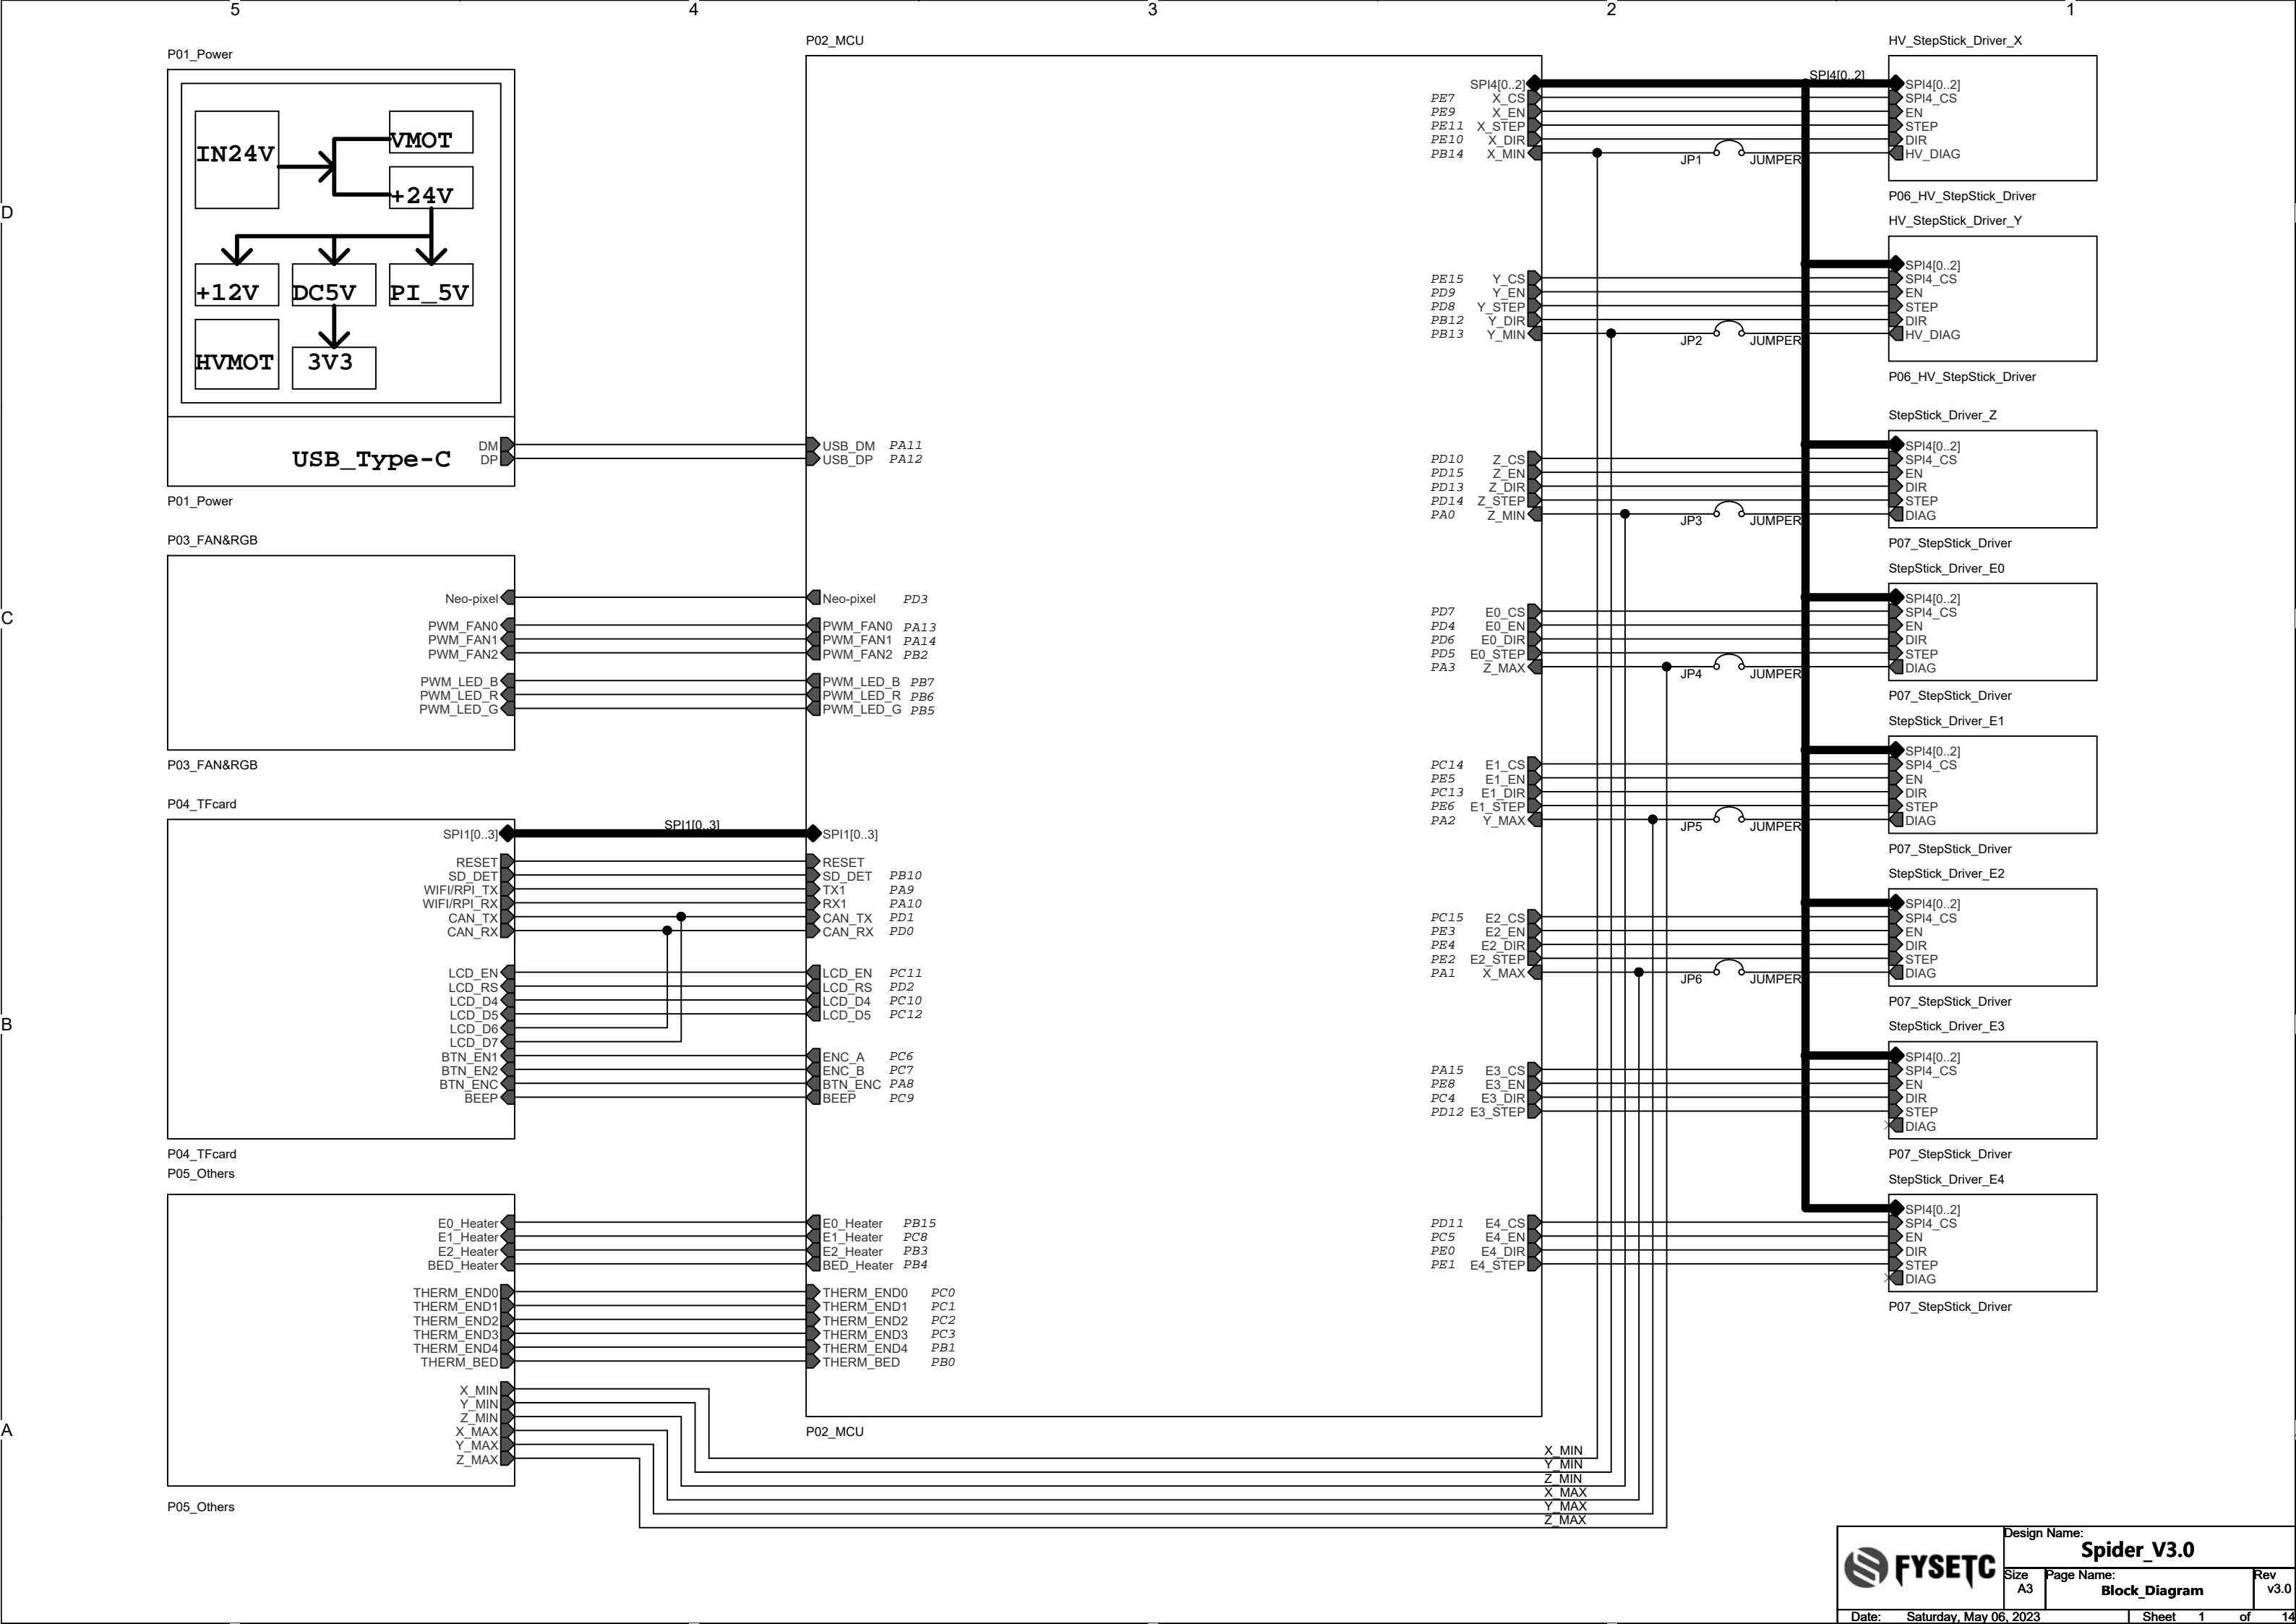 5 4 3 2 1
D
C
B
A
P01_Power
IN24V
VMOT
+24V
+12V
DC5V
PI_5V
HVMOT
3V3
USB_Type-C
DM
DP
P01_Power
P03_FAN&RGB
Neo-pixel
PWM_FAN0
PWM_FAN1
PWM_FAN2
PWM_LED_B
PWM_LED_R
PWM_LED_G
P03_FAN&RGB
P04_TFcard
SPI1[0..3]
RESET
SD_DET
WIFI/RPI_TX
WIFI/RPI_RX
CAN_TX
CAN_RX
LCD_EN
LCD_RS
LCD_D4
LCD_D5
LCD_D6
LCD_D7
BTN_EN1
BTN_EN2
BTN_ENC
BEEP
P04_TFcard
P05_Others
E0_Heater
E1_Heater
E2_Heater
BED_Heater
THERM_END0
THERM_END1
THERM_END2
THERM_END3
THERM_END4
THERM_BED
X_MIN
Y_MIN
Z_MIN
X_MAX
Y_MAX
Z_MAX
P05_Others
SPI1[0..3]
P02_MCU
USB_DM PA11
USB_DP PA12
Neo-pixel PD3
PWM_FAN0 PA13
PWM_FAN1 PA14
PWM_FAN2 PB2
PWM_LED_B PB7
PWM_LED_R PB6
PWM_LED_G PB5
SPI1[0..3]
RESET
SD_DET PB10
TX1 PA9
RX1 PA10
CAN_TX PD1
CAN_RX PD0
LCD_EN PC11
LCD_RS PD2
LCD_D4 PC10
LCD_D5 PC12
ENC_A PC6
ENC_B PC7
BTN_ENC PA8
BEEP PC9
E0_Heater PB15
E1_Heater PC8
E2_Heater PB3
BED_Heater PB4
THERM_END0 PC0
THERM_END1 PC1
THERM_END2 PC2
THERM_END3 PC3
THERM_END4 PB1
THERM_BED PB0
P02_MCU
SPI4[0..2]
PE7 X_CS
PE9 X_EN
PE11 X_STEP
PE10 X_DIR
PB14 X_MIN
PE15 Y_CS
PD9 Y_EN
PD8 Y_STEP
PB12 Y_DIR
PB13 Y_MIN
PD10 Z_CS
PD15 Z_EN
PD13 Z_DIR
PD14 Z_STEP
PA0 Z_MIN
PD7 E0_CS
PD4 E0_EN
PD6 E0_DIR
PD5 E0_STEP
PA3 Z_MAX
PC14 E1_CS
PE5 E1_EN
PC13 E1_DIR
PE6 E1_STEP
PA2 Y_MAX
PC15 E2_CS
PE3 E2_EN
PE4 E2_DIR
PE2 E2_STEP
PA1 X_MAX
PA15 E3_CS
PE8 E3_EN
PC4 E3_DIR
PD12 E3_STEP
PD11 E4_CS
PC5 E4_EN
PE0 E4_DIR
PE1 E4_STEP
X_MIN
Y_MIN
Z_MIN
X_MAX
Y_MAX
Z_MAX
SPI4[0..2]
JP1 JUMPER
JP2 JUMPER
JP3 JUMPER
JP4 JUMPER
JP5 JUMPER
JP6 JUMPER
HV_StepStick_Driver_X
SPI4[0..2]
SPI4_CS
EN
STEP
DIR
HV_DIAG
P06_HV_StepStick_Driver
HV_StepStick_Driver_Y
SPI4[0..2]
SPI4_CS
EN
STEP
DIR
HV_DIAG
P06_HV_StepStick_Driver
StepStick_Driver_Z
SPI4[0..2]
SPI4_CS
EN
DIR
STEP
DIAG
P07_StepStick_Driver
StepStick_Driver_E0
SPI4[0..2]
SPI4_CS
EN
DIR
STEP
DIAG
P07_StepStick_Driver
StepStick_Driver_E1
SPI4[0..2]
SPI4_CS
EN
DIR
STEP
DIAG
P07_StepStick_Driver
StepStick_Driver_E2
SPI4[0..2]
SPI4_CS
EN
DIR
STEP
DIAG
P07_StepStick_Driver
StepStick_Driver_E3
SPI4[0..2]
SPI4_CS
EN
DIR
STEP
DIAG
P07_StepStick_Driver
StepStick_Driver_E4
SPI4[0..2]
SPI4_CS
EN
DIR
STEP
DIAG
P07_StepStick_Driver
FYSETC
Design Name:
Spider_V3.0
Size
A3
Page Name:
Block_Diagram
Rev
v3.0
Date: Saturday, May 06, 2023
Sheet 1 of 14